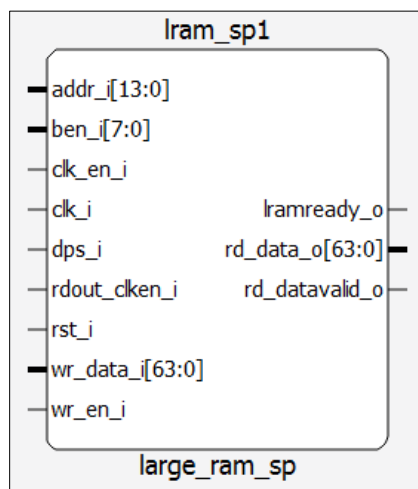 lram_sp1
addr_i[13:0]
ben_i[7:0]
clk_en_i
clk_i
lramready_o
dps_i
rd_data_o[63:0]
rdout_clken_i
rd_datavalid_o
rst_i
wr_data_i[63:0]
wr_en_i
large_ram_sp